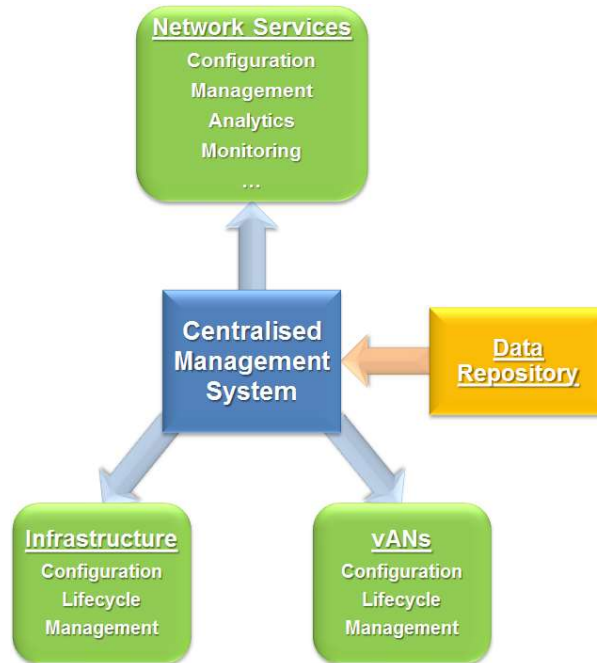 Network Services
Configuration
Management
Analytics
Monitoring
...
Centralised
Management
System
Data
Repository
Infrastructure
Configuration
Lifecycle
Management
vANs
Configuration
Lifecycle
Management